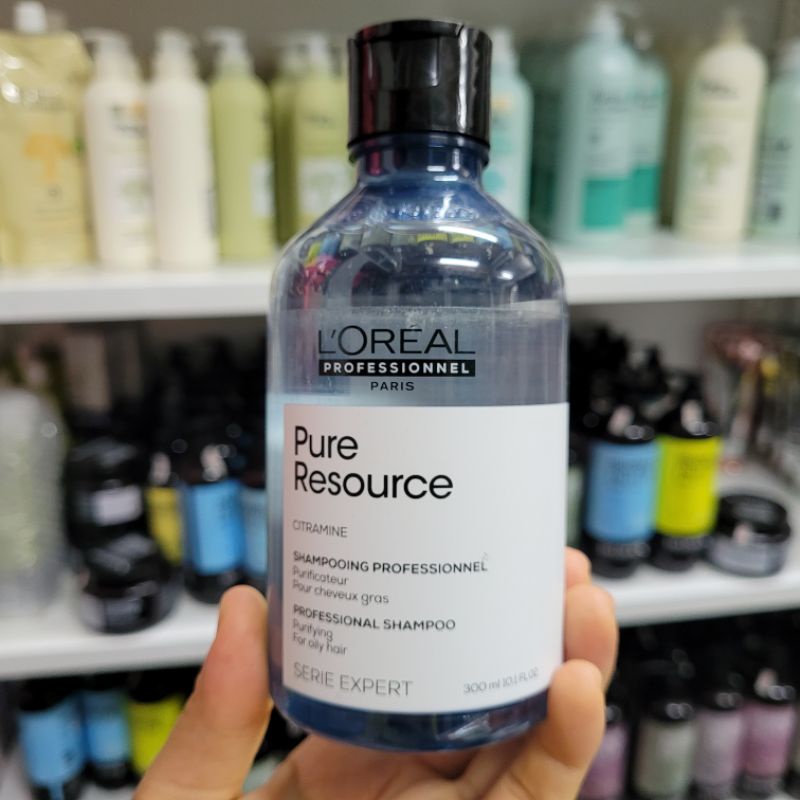 L'ORÉAL
PROFESSIONNEL
PARIS
Pure
Resource
CITRAMINE
SHAMPOOING PROFESSIONNEL
Purificateur
Pour cheveux gras
PROFESSIONAL SHAMPOO
Purifying
For oily hair
SERIE EXPERT
300 ml 10.1 FL.OZ